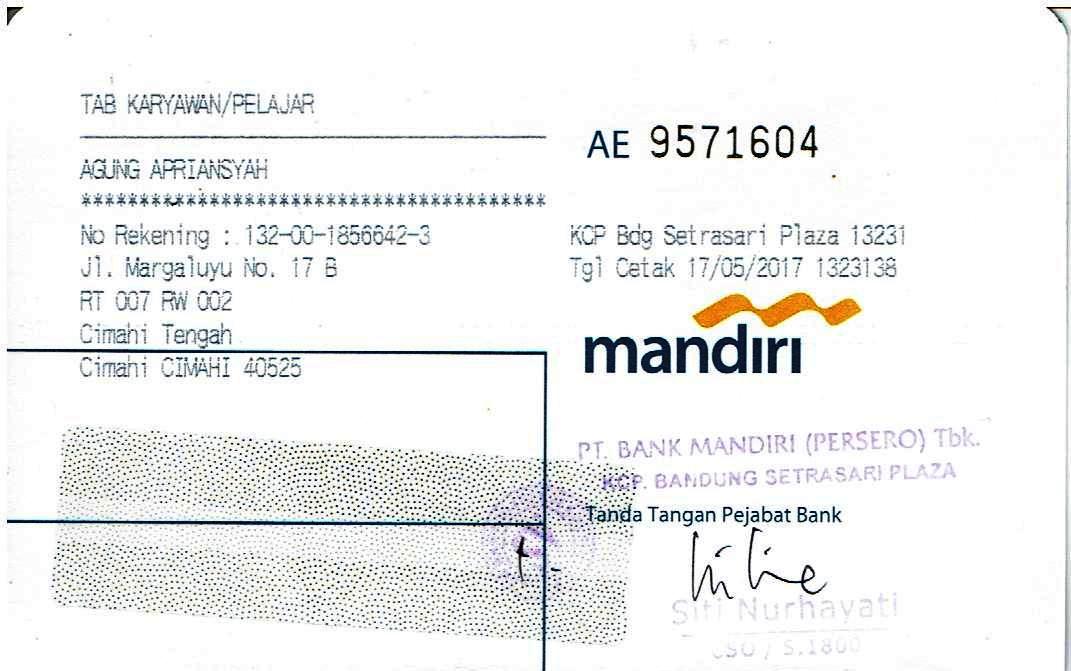 TAB KARYAWAN/PELAJAR
AGUNG APRIANSYAH
****************************************
No Rekening : 132-00-1856642-3
Jl. Margaluyu No. 17 B
RT 007 RW 002
Cimahi Tengah
Cimahi CIMAHI 40525
AE 9571604
KCP Bdg Setrasari Plaza 13231
Tgl Cetak 17/05/2017 1323138
mandiri
PT. BANK MANDIRI (PERSERO) Tbk.
KCP. BANDUNG SETRASARI PLAZA
Tanda Tangan Pejabat Bank
Siti Nurhayati
CSO / S.1800